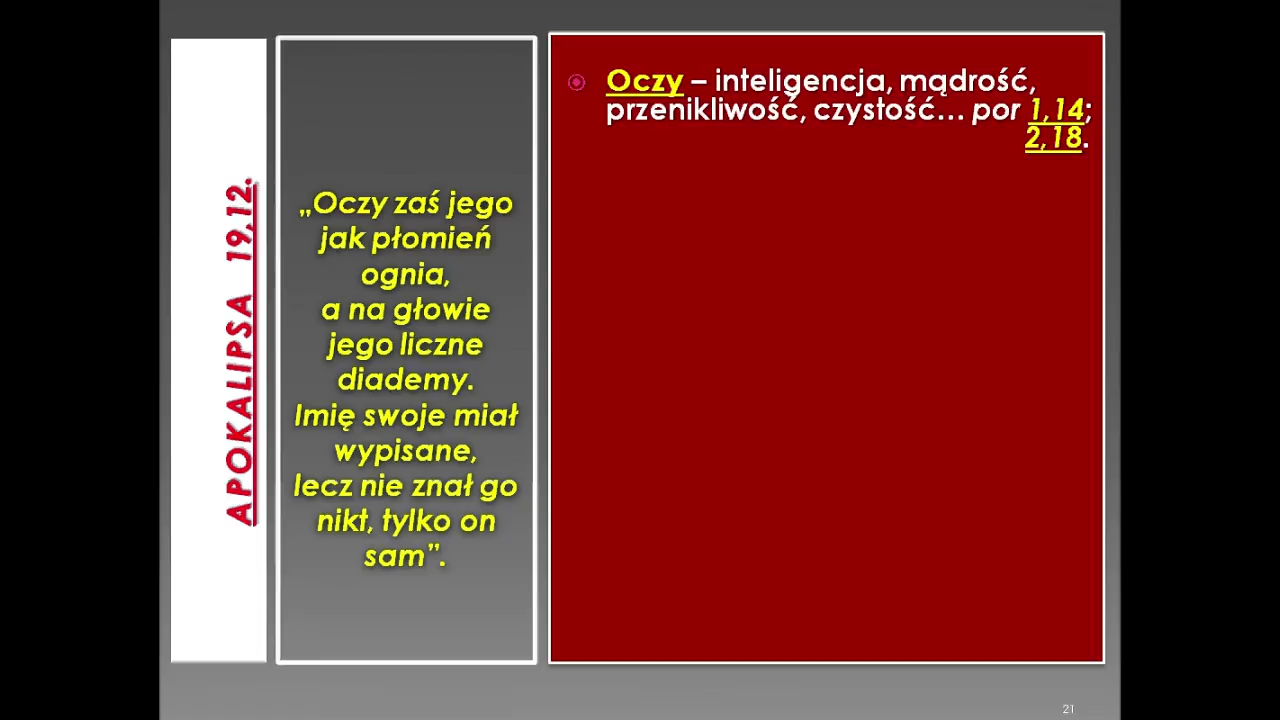 APOKALIPSA 19,12.
„Oczy zaś jego
jak płomień
ognia,
a na głowie
jego liczne
diademy.
Imię swoje miał
wypisane,
lecz nie znał go
nikt, tylko on
sam”.
Oczy – inteligencja, mądrość,
przenikliwość, czystość... por 1,14;
2,18.
21